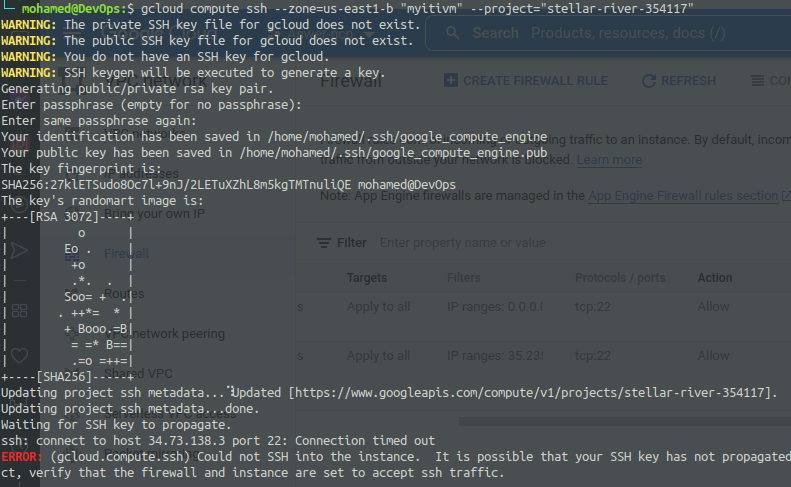 mohamed@DevOps:$ gcloud compute ssh --zone=us-east1-b "myitivm" --project="stellar-river-354117"
WARNING: The private SSH key file for gcloud does not exist.
WARNING: The public SSH key file for gcloud does not exist.
WARNING: You do not have an SSH key for gcloud.
WARNING: SSH keygen will be executed to generate a key.
Generating public/private rsa key pair.
Enter passphrase (empty for no passphrase):
Enter same passphrase again:
Your identification has been saved in /home/mohamed/.ssh/google_compute_engine
Your public key has been saved in /home/mohamed/.ssh/google_compute_engine.pub
The key fingerprint is:
SHA256:27klETSudo8Oc7l+9nJ/2LETuXZhL8m5kgTMTnuliQE mohamed@DevOps
The key's randomart image is:
+---[RSA 3072]----+
|         o       |
|       Eo .      |
|        +o       |
|        .*.  .   |
|       Soo= +  . |
|      . ++*=  *  |
|       + Booo.=B|
|        = =* B==|
|        .=o =++=|
+----[SHA256]-----+
Updating project ssh metadata...⠹Updated [https://www.googleapis.com/compute/v1/projects/stellar-river-354117].
Updating project ssh metadata...done.
Waiting for SSH key to propagate.
ssh: connect to host 34.73.138.3 port 22: Connection timed out
ERROR: (gcloud.compute.ssh) Could not SSH into the instance.  It is possible that your SSH key has not propagated
ct, verify that the firewall and instance are set to accept ssh traffic.
Search Products, resources, docs (/)
VPC network
Firewall
CREATE FIREWALL RULE
REFRESH
going traffic to an instance. By default, incom
traffic from outside your network is blocked. Learn more
Note: App Engine firewalls are managed in the App Engine Firewall rules section
IP addresses
Bring your own IP
Firewall
Routes
VPC network peering
Shared VPC
Serverless VPC access
Filter Enter property name or value
Targets Filters Protocols / ports Action
s Apply to all IP ranges: 0.0.0.0 tcp:22 Allow
s Apply to all IP ranges: 35.23 tcp:22 Allow